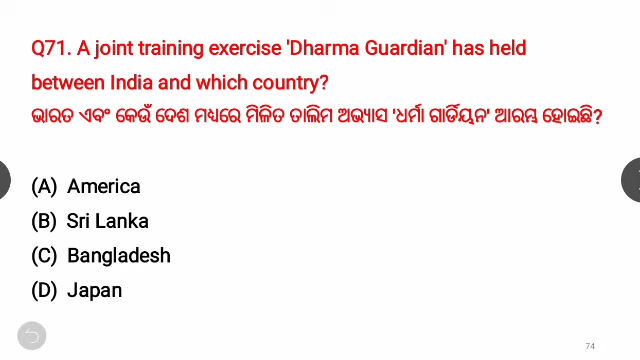 Q71. A joint training exercise 'Dharma Guardian' has held
between India and which country?
ଭାରତ ଏବଂ କେଉଁ ଦେଶ ମଧ୍ୟରେ ମିଳିତ ତାଲିମ ଅଭ୍ୟାସ 'ଧର୍ମା ଗାର୍ଡିୟନ' ଆରମ୍ଭ ହୋଇଛି?
(A) America
(B) Sri Lanka
(C) Bangladesh
(D) Japan
74